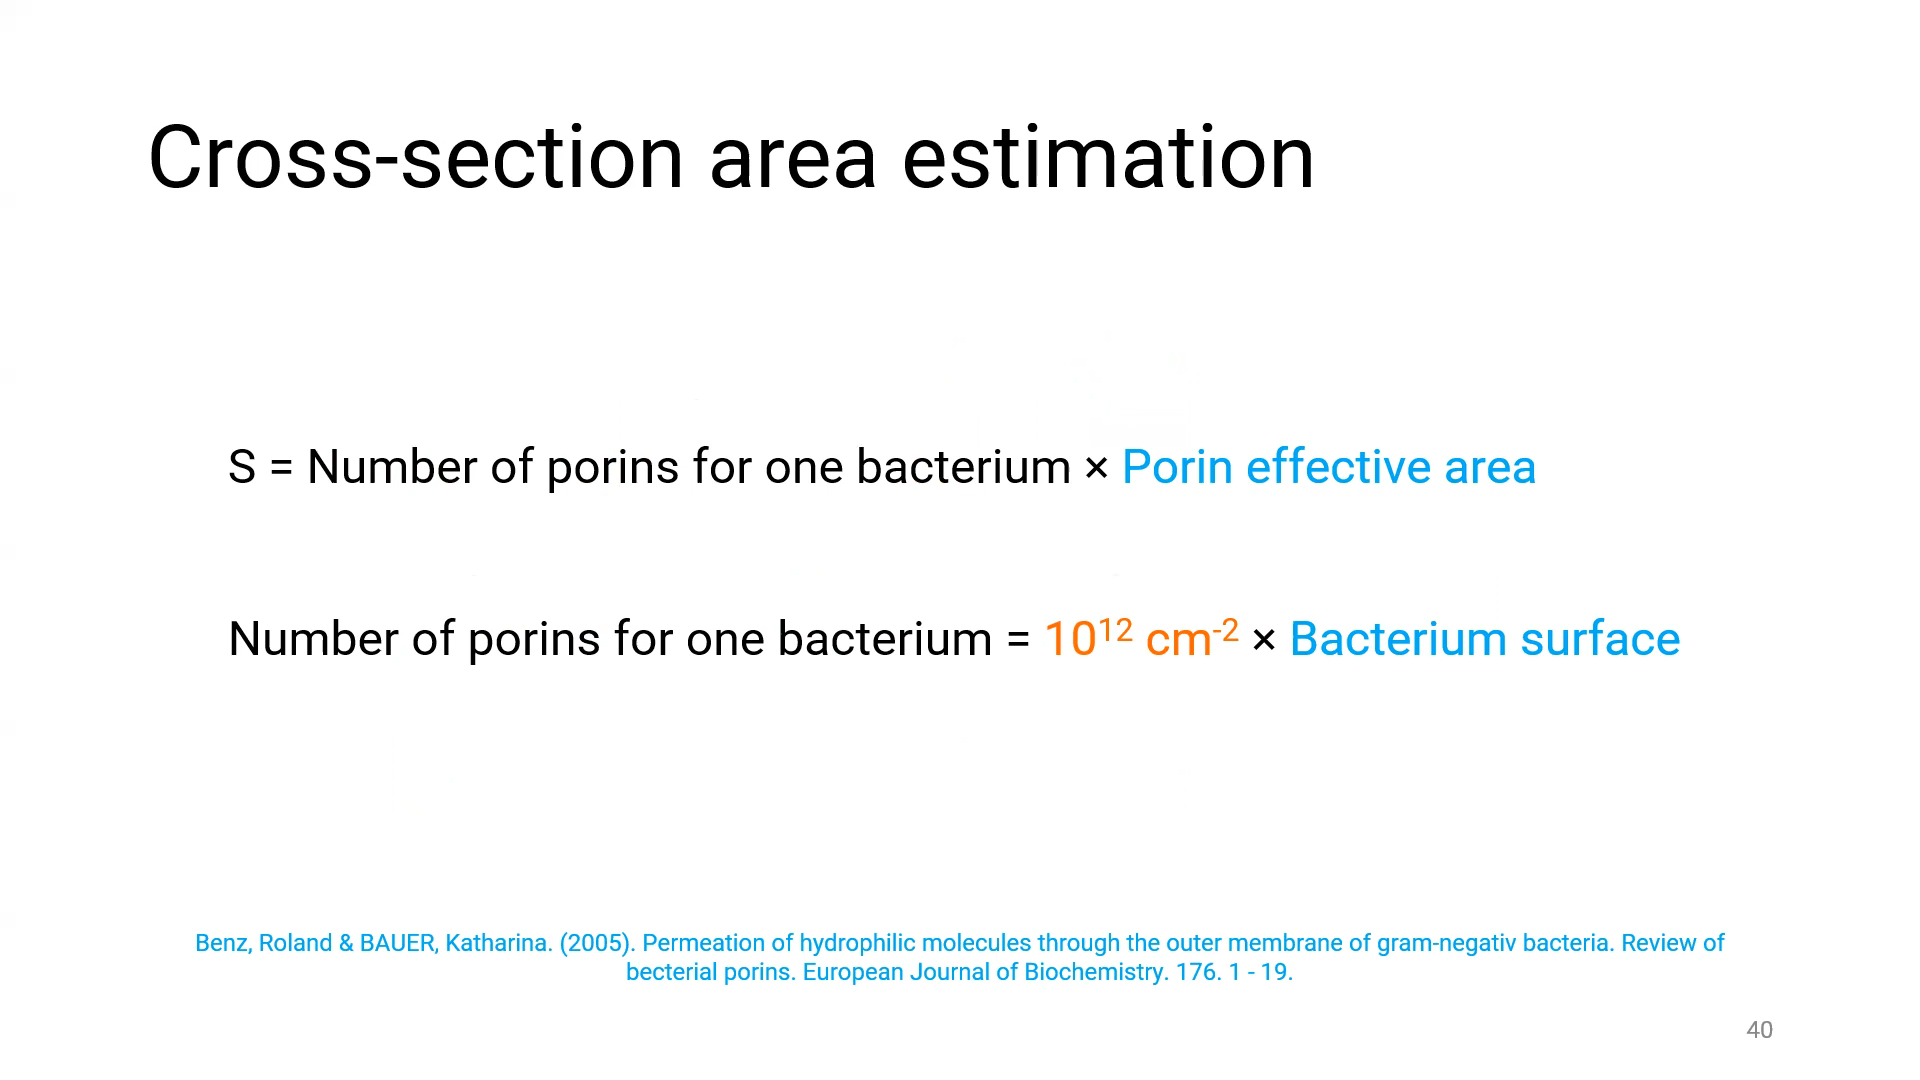 Cross-section area estimation
S = Number of porins for one bacterium × Porin effective area
Number of porins for one bacterium = 10¹² cm⁻² × Bacterium surface
Benz, Roland & BAUER, Katharina. (2005). Permeation of hydrophilic molecules through the outer membrane of gram-negativ bacteria. Review of
becterial porins. European Journal of Biochemistry. 176. 1 - 19.
40